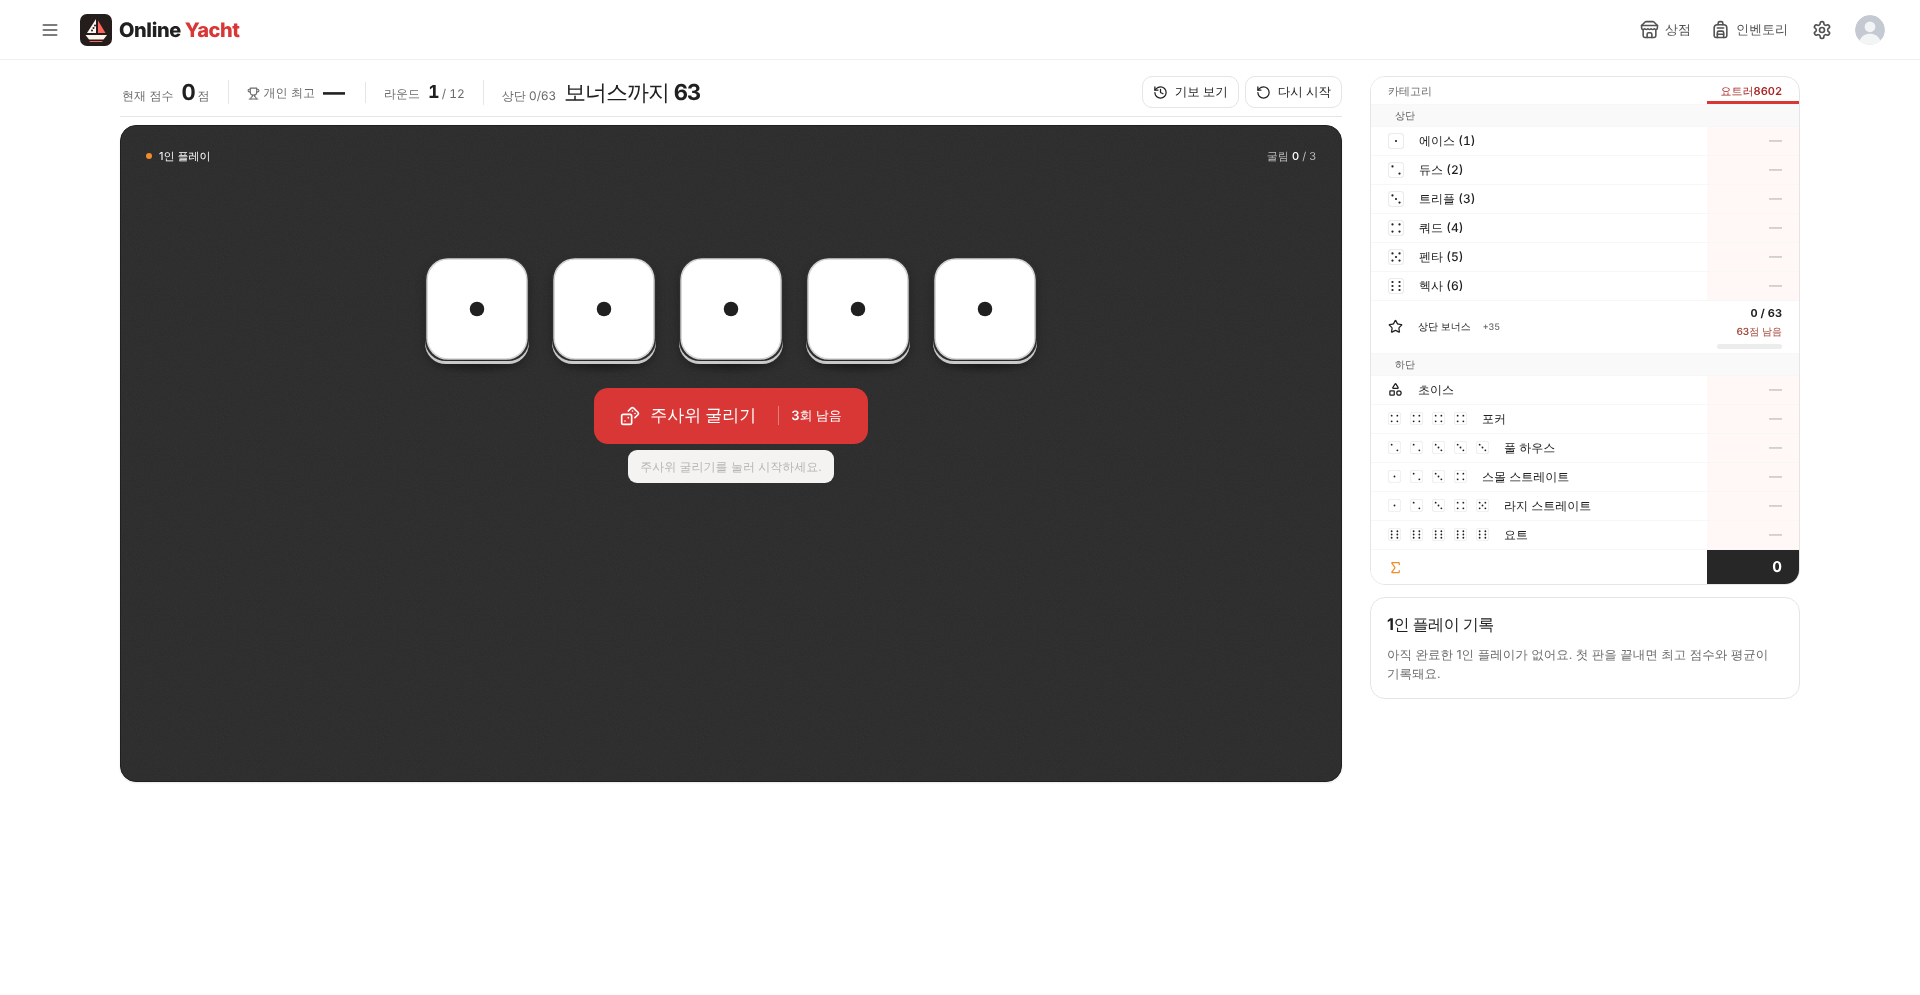 Online Yacht
상점
인벤토리
현재 점수 0점
개인 최고 —
라운드 1 / 12
상단 0/63 보너스까지 63
기보 보기
다시 시작
1인 플레이
굴림 0 / 3
주사위 굴리기
3회 남음
주사위 굴리기를 눌러 시작하세요.
카테고리
요트러8602
상단
에이스 (1) —
듀스 (2) —
트리플 (3) —
쿼드 (4) —
펜타 (5) —
헥사 (6) —
상단 보너스 +35
0 / 63
63점 남음
하단
초이스 —
포커 —
풀 하우스 —
스몰 스트레이트 —
라지 스트레이트 —
요트 —
Σ 0
1인 플레이 기록
아직 완료한 1인 플레이가 없어요. 첫 판을 끝내면 최고 점수와 평균이
기록돼요.